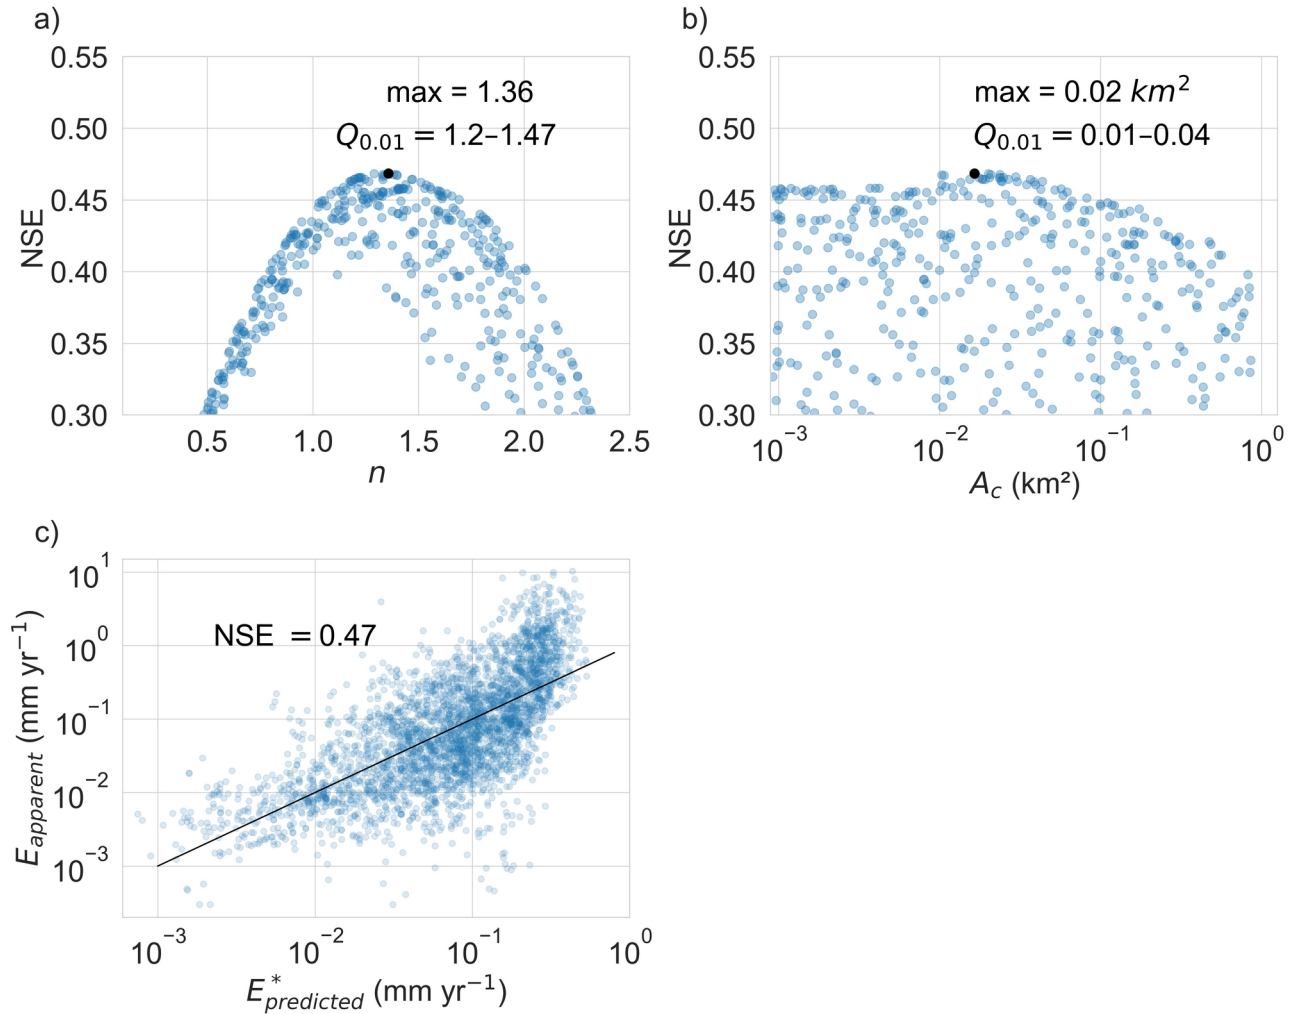 a)
0.55
0.50
0.45
0.40
0.35
0.30
NSE
max = 1.36
Q0.01 = 1.2–1.47
0.5 1.0 1.5 2.0 2.5
n
b)
0.55
0.50
0.45
0.40
0.35
0.30
NSE
max = 0.02 km²
Q0.01 = 0.01–0.04
10⁻³ 10⁻² 10⁻¹ 10⁰
Ac (km²)
c)
10¹
10⁰
10⁻¹
10⁻²
10⁻³
Eapparent (mm yr⁻¹)
NSE = 0.47
10⁻³ 10⁻² 10⁻¹ 10⁰
E*predicted (mm yr⁻¹)